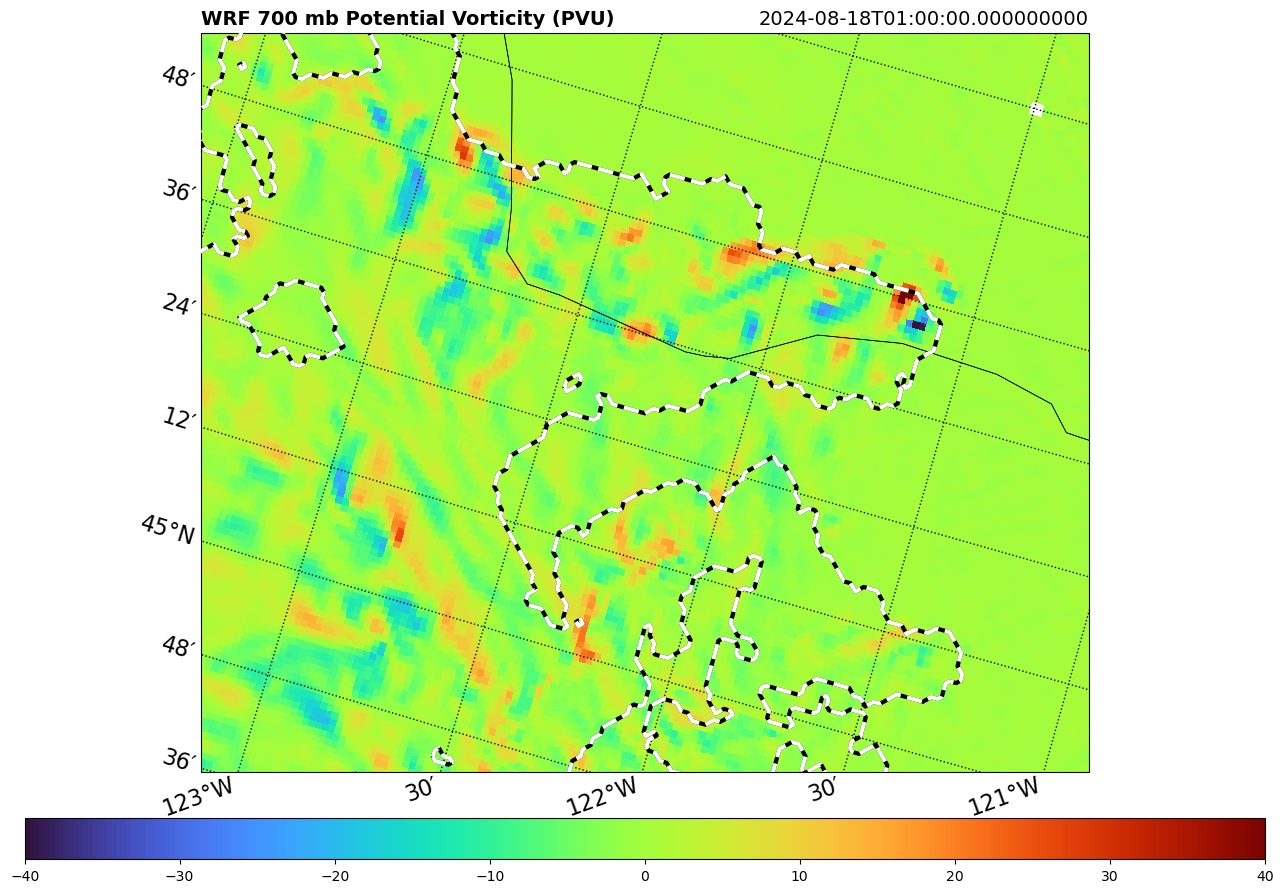 WRF 700 mb Potential Vorticity (PVU) 2024-08-18T01:00:00.000000000
48′
36′
24′
12′
45°N
48′
36′
123°W 30′ 122°W 30′ 121°W
−40 −30 −20 −10 0 10 20 30 40